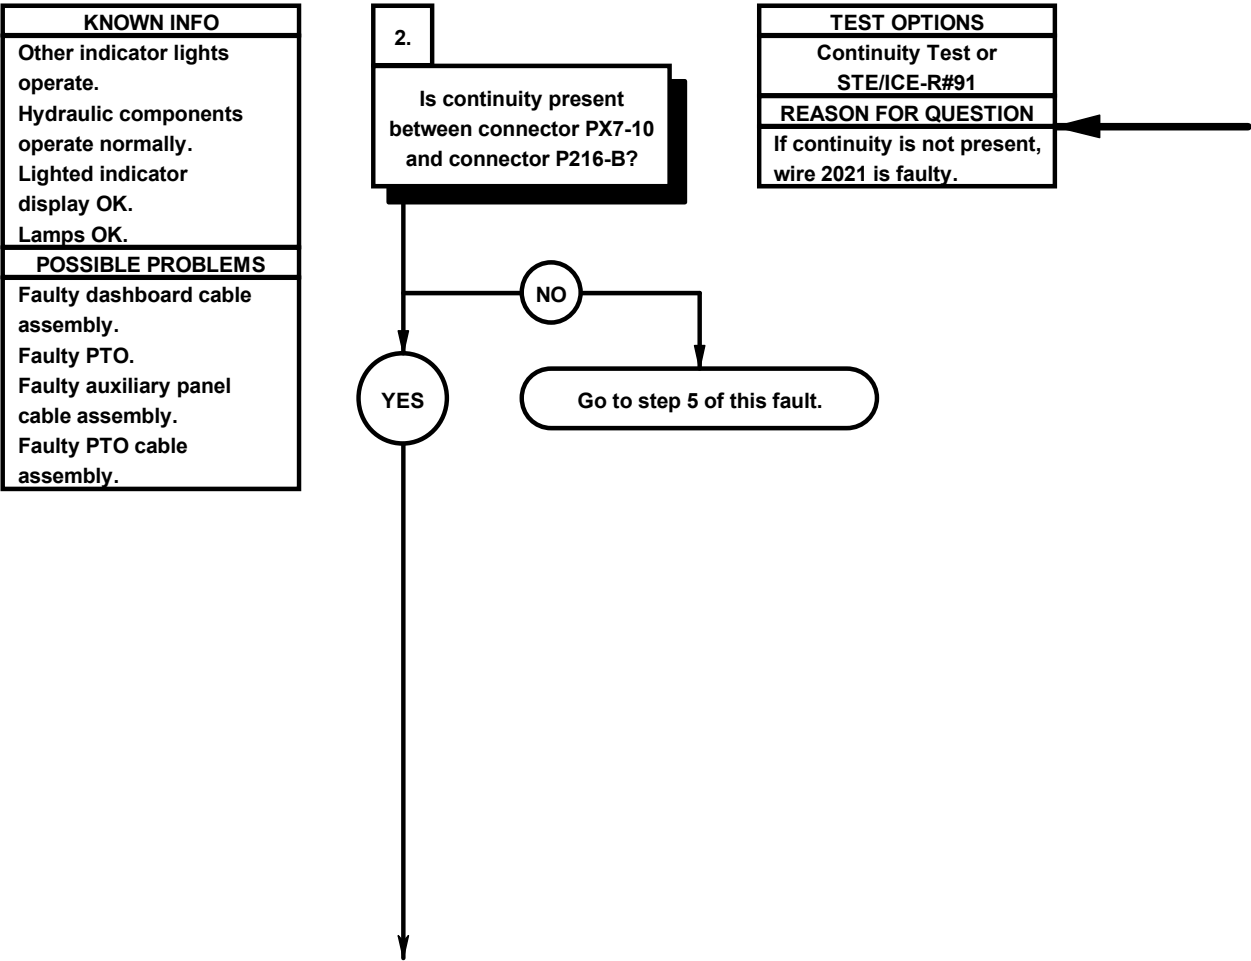 KNOWN INFO
Other indicator lights
operate.
Hydraulic components
operate normally.
Lighted indicator
display OK.
Lamps OK.
POSSIBLE PROBLEMS
Faulty dashboard cable
assembly.
Faulty PTO.
Faulty auxiliary panel
cable assembly.
Faulty PTO cable
assembly.
2.
Is continuity present
between connector PX7-10
and connector P216-B?
NO
YES
Go to step 5 of this fault.
TEST OPTIONS
Continuity Test or
STE/ICE-R#91
REASON FOR QUESTION
If continuity is not present,
wire 2021 is faulty.